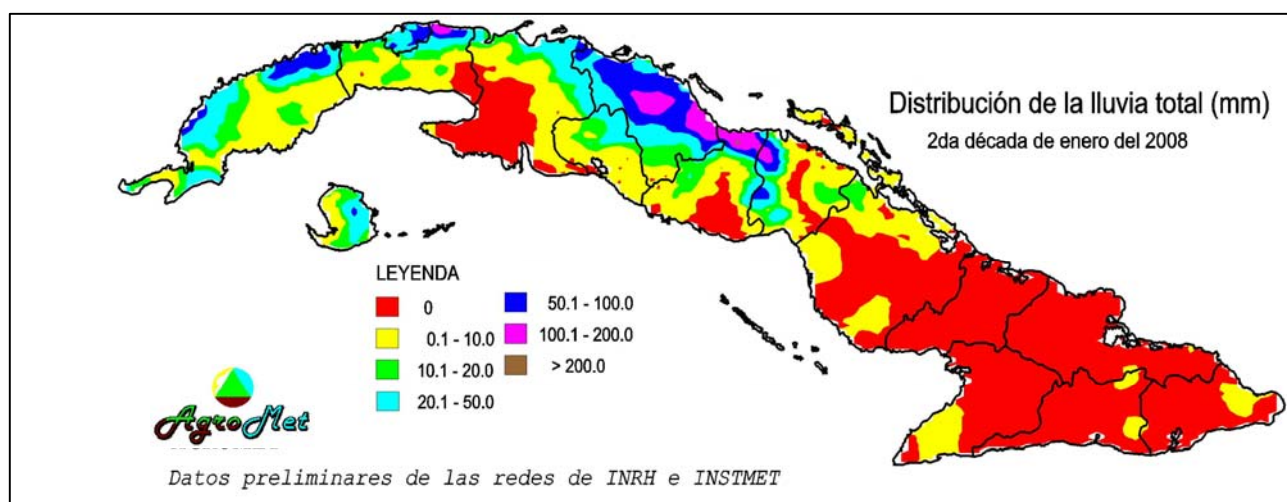 Distribución de la lluvia total (mm)
2da década de enero del 2008
LEYENDA
0
0.1 - 10.0
10.1 - 20.0
20.1 - 50.0
50.1 - 100.0
100.1 - 200.0
> 200.0
AgroMet
Datos preliminares de las redes de INRH e INSTMET